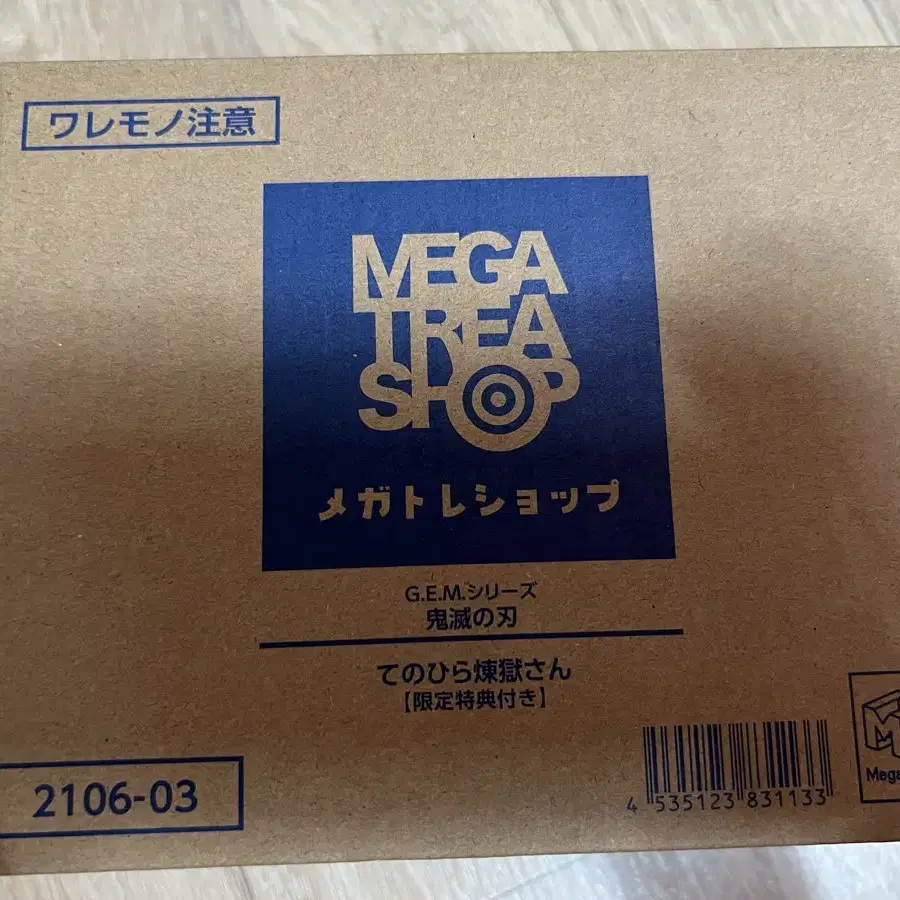 ワレモノ注意
MEGA
TREA
SHOP
メガトレショップ
G.E.M.シリーズ
鬼滅の刃
てのひら煉獄さん
【限定特典付き】
2106-03
4 535123 831133
Mega